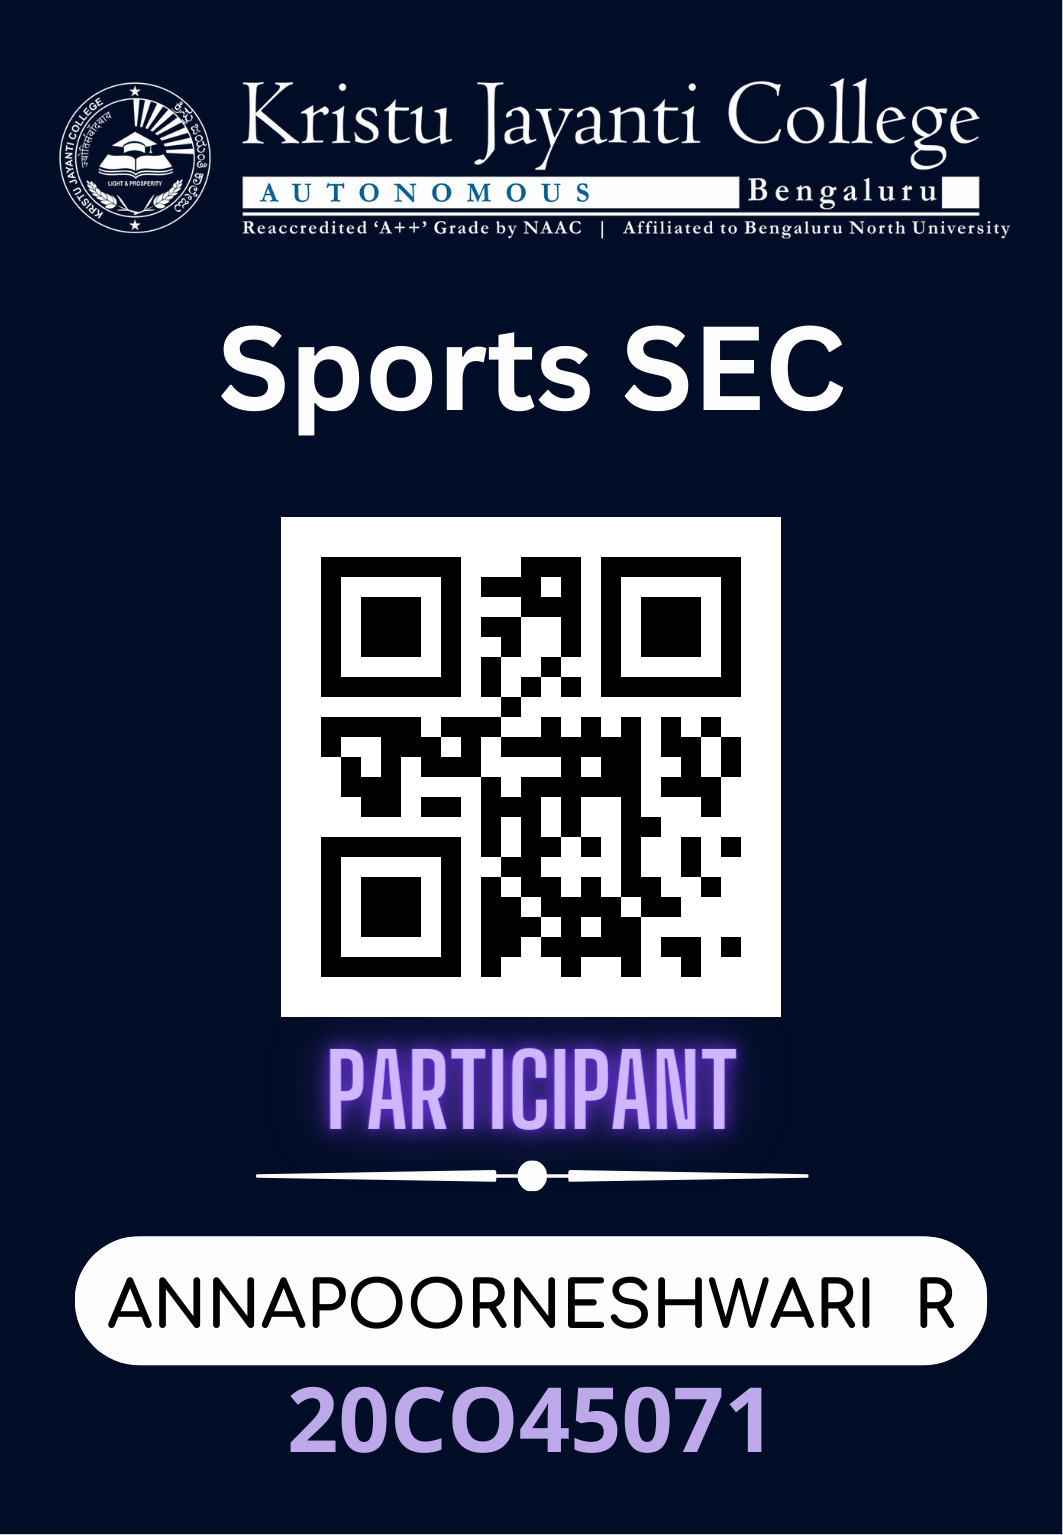 KRISTU JAYANTI COLLEGE
ಕ್ರಿಸ್ತು ಜಯಂತಿ ಕಾಲೇಜು
LIGHT & PROSPERITY
Kristu Jayanti College
AUTONOMOUS Bengaluru
Reaccredited ‘A++’ Grade by NAAC | Affiliated to Bengaluru North University
Sports SEC
PARTICIPANT
ANNAPOORNESHWARI R
20CO45071